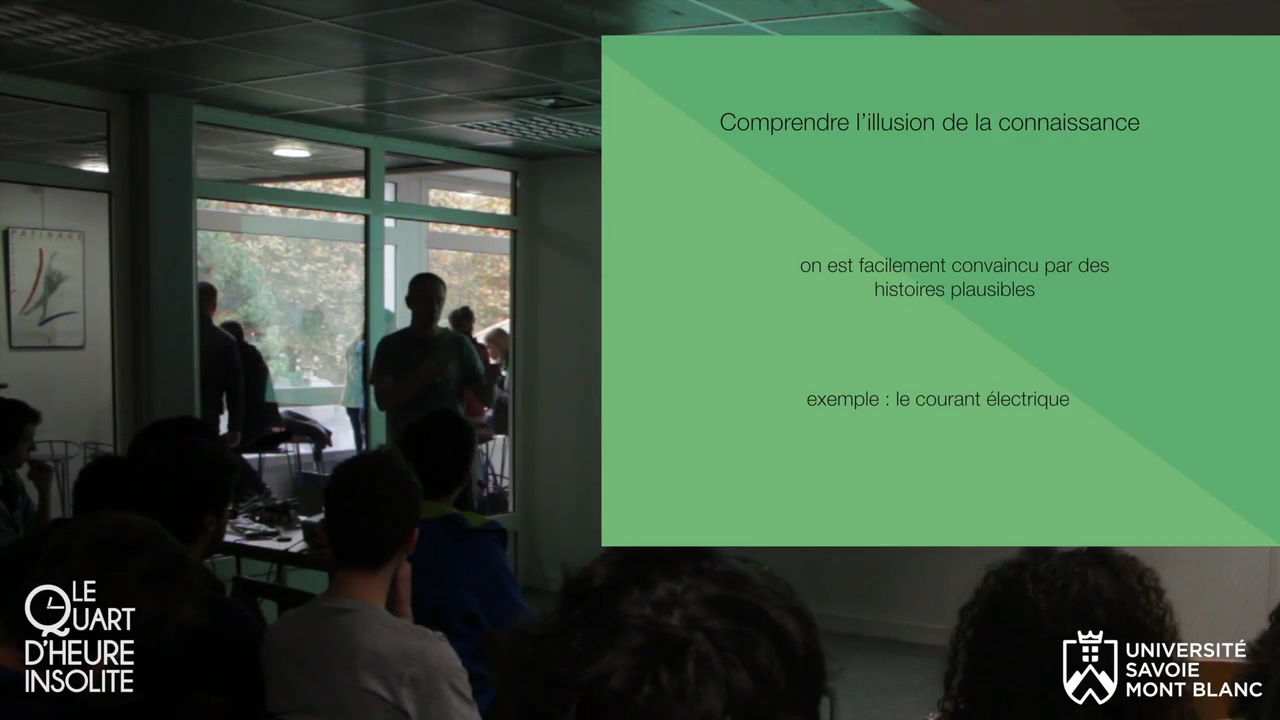 Comprendre l’illusion de la connaissance
on est facilement convaincu par des
histoires plausibles
exemple : le courant électrique
PATINAGE
LE
QUART
D'HEURE
INSOLITE
UNIVERSITÉ
SAVOIE
MONT BLANC